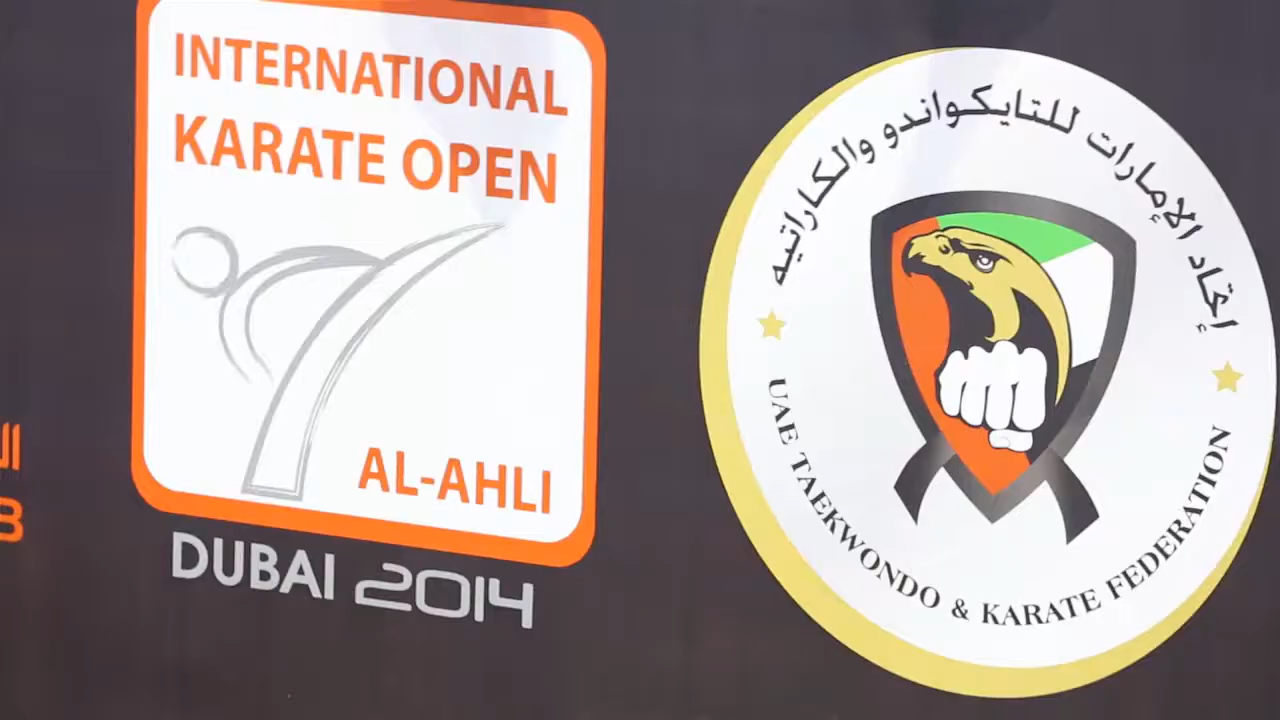 INTERNATIONAL
KARATE OPEN
AL-AHLI
DUBAI 2014
إتحاد الإمارات للتايكواندو والكاراتيه
UAE TAEKWONDO & KARATE FEDERATION